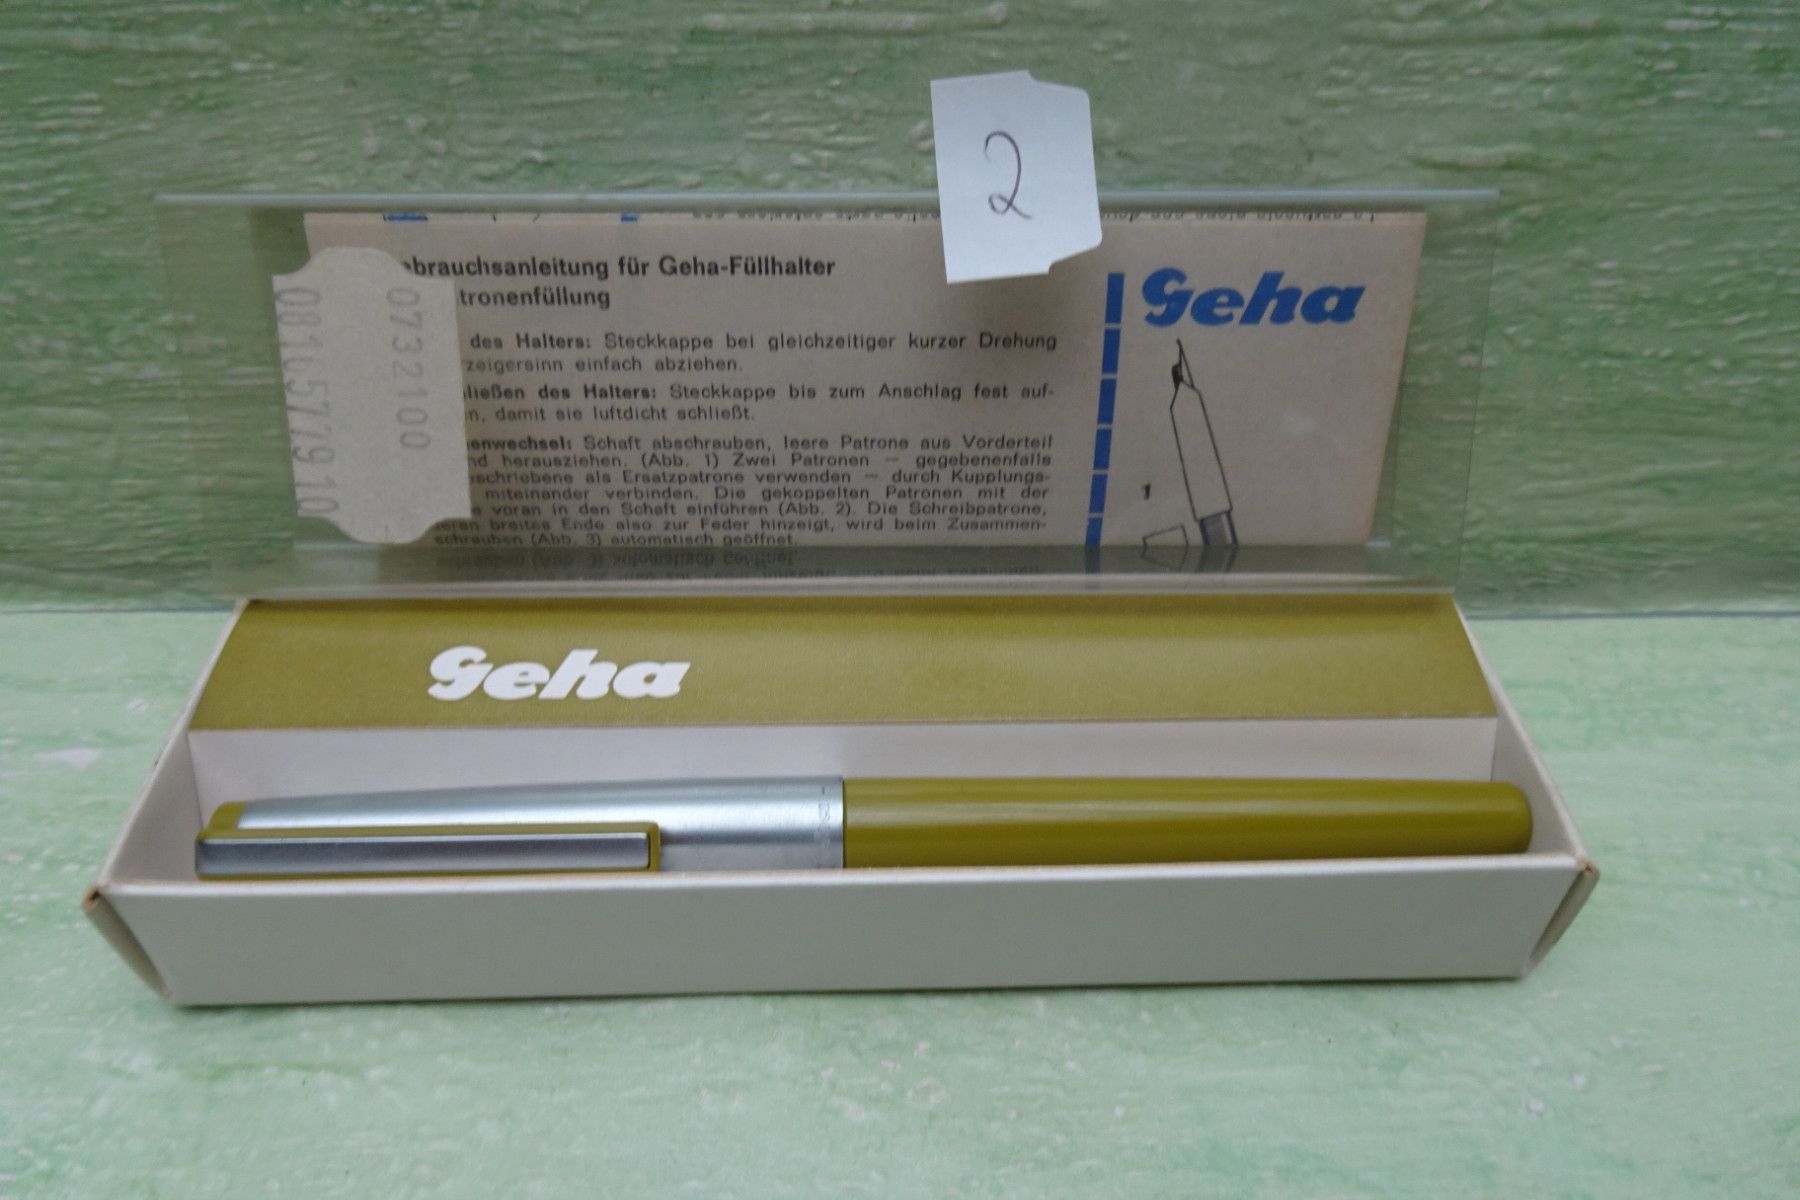 2
ebrauchsanleitung für Geha-Füllhalter
tronenfüllung
des Halters: Steckkappe bei gleichzeitiger kurzer Drehung
zeigersinn einfach abziehen.
ließen des Halters: Steckkappe bis zum Anschlag fest auf-
n, damit sie luftdicht schließt.
enwechsel: Schaft abschrauben, leere Patrone aus Vorderteil
nd herausziehen. (Abb. 1) Zwei Patronen — gegebenenfalls
schriebene als Ersatzpatrone verwenden — durch Kupplungs-
miteinander verbinden. Die gekoppelten Patronen mit der
voran in den Schaft einführen (Abb. 2). Die Schreibpatrone,
deren breites Ende also zur Feder hinzeigt, wird beim Zusammen-
schrauben (Abb. 3) automatisch geöffnet.
0732100
Geha
1
Geha